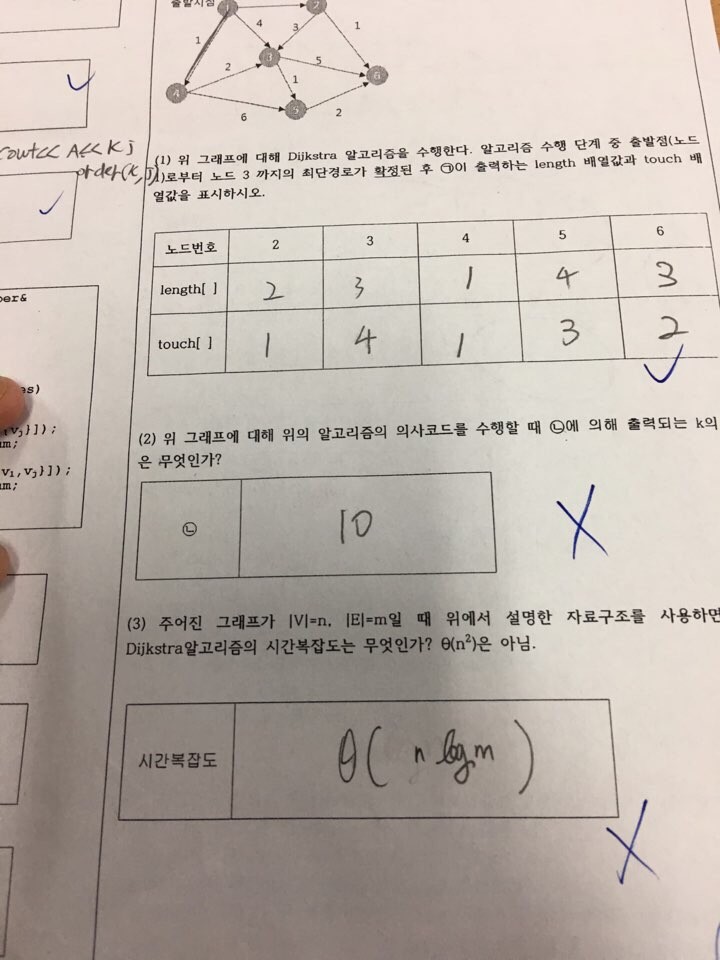 출발지점
1
2
4
3
1
1
2
3
5
6
4
1
6
5
2
cout<< A<< K;
order(K,
(1) 위 그래프에 대해 Dijkstra 알고리즘을 수행한다. 알고리즘 수행 단계 중 출발점(노드
1)로부터 노드 3 까지의 최단경로가 확정된 후 ㉠이 출력하는 length 배열값과 touch 배
열값을 표시하시오.
노드번호 2 3 4 5 6
length[ ] 2 3 1 4 3
touch[ ] 1 4 1 3 2
es)
vⱼ}]);
um;
v₁,vⱼ}]);
um;
(2) 위 그래프에 대해 위의 알고리즘의 의사코드를 수행할 때 ㉡에 의해 출력되는 k의
은 무엇인가?
㉡ 10
(3) 주어진 그래프가 |V|=n, |E|=m일 때 위에서 설명한 자료구조를 사용하면
Dijkstra알고리즘의 시간복잡도는 무엇인가? θ(n²)은 아님.
시간복잡도 θ( n log m )